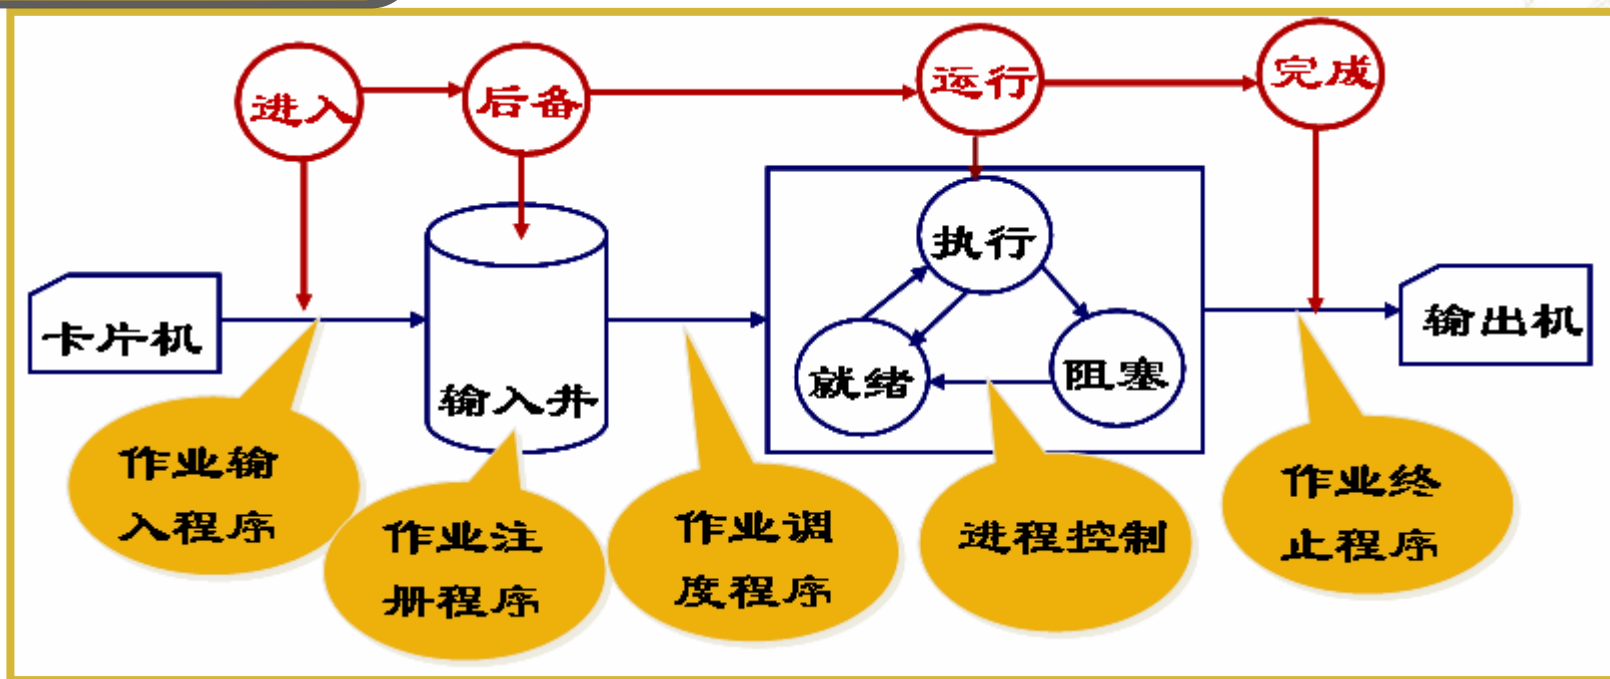 进入
后备
运行
完成
卡片机
输入井
执行
就绪
阻塞
输出机
作业输
入程序
作业注
册程序
作业调
度程序
进程控制
作业终
止程序